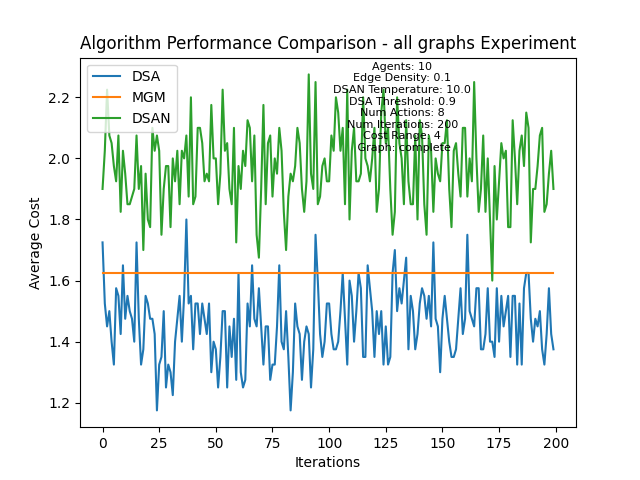 Algorithm Performance Comparison - all graphs Experiment
DSA
MGM
DSAN
Agents: 10
Edge Density: 0.1
DSAN Temperature: 10.0
DSA Threshold: 0.9
Num Actions: 8
Num Iterations: 200
Cost Range: 4
Graph: complete
Average Cost
2.2
2.0
1.8
1.6
1.4
1.2
0
25
50
75
100
125
150
175
200
Iterations